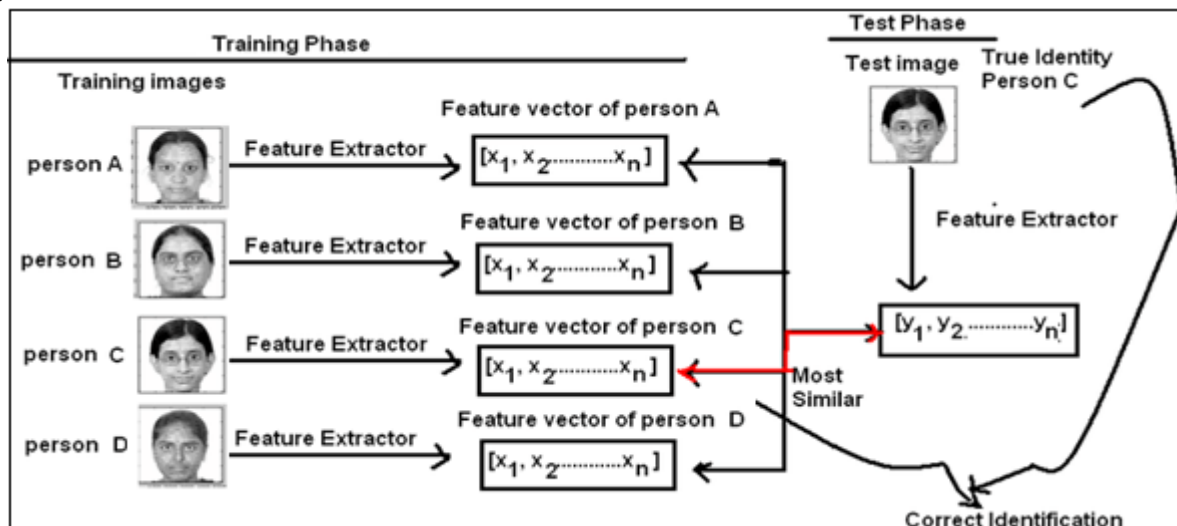 Training Phase
Training images
person A
Feature Extractor
Feature vector of person A
[x1, x2.............xn]
person B
Feature Extractor
Feature vector of person B
[x1, x2.............xn]
person C
Feature Extractor
Feature vector of person C
[x1, x2.............xn]
person D
Feature Extractor
Feature vector of person D
[x1, x2.............xn]
Most
Similar
Test Phase
Test image
True Identity
Person C
Feature Extractor
[y1, y2. .............yn]
Correct Identification